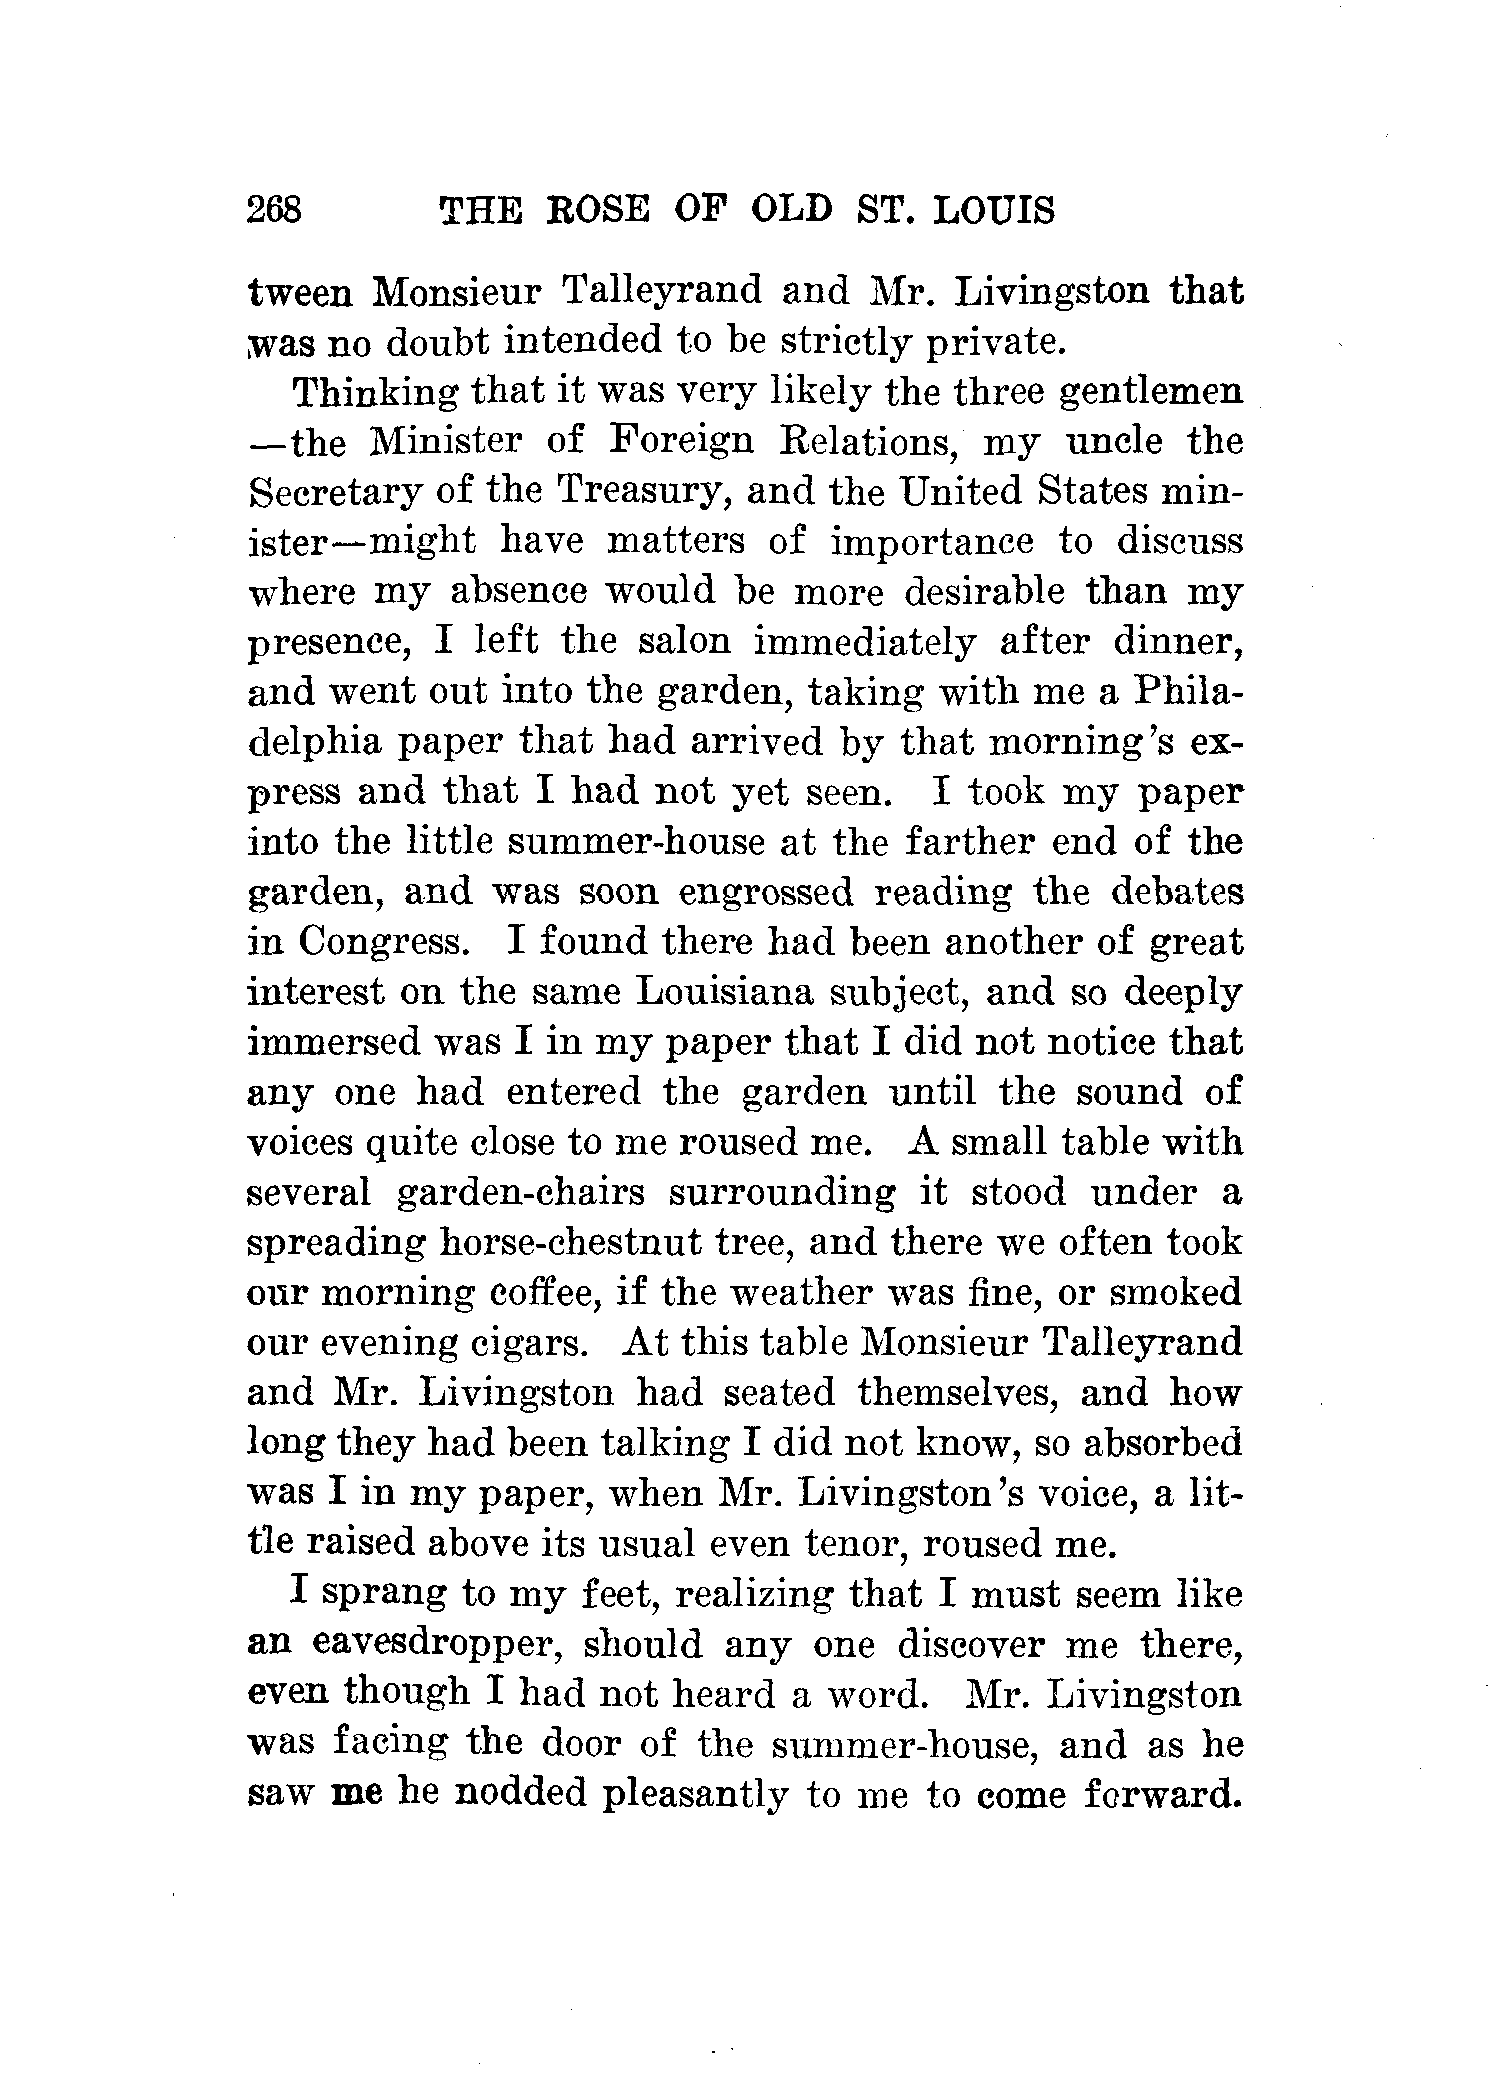 268 THE ROSE OF OLD ST. LOUIS
tween Monsieur Talleyrand and Mr. Livingston that
was no doubt intended to be strictly private.
Thinking that it was very likely the three gentlemen
—the Minister of Foreign Relations, my uncle the
Secretary of the Treasury, and the United States min-
ister—might have matters of importance to discuss
where my absence would be more desirable than my
presence, I left the salon immediately after dinner,
and went out into the garden, taking with me a Phila-
delphia paper that had arrived by that morning's ex-
press and that I had not yet seen. I took my paper
into the little summer-house at the farther end of the
garden, and was soon engrossed reading the debates
in Congress. I found there had been another of great
interest on the same Louisiana subject, and so deeply
immersed was I in my paper that I did not notice that
any one had entered the garden until the sound of
voices quite close to me roused me. A small table with
several garden-chairs surrounding it stood under a
spreading horse-chestnut tree, and there we often took
our morning coffee, if the weather was fine, or smoked
our evening cigars. At this table Monsieur Talleyrand
and Mr. Livingston had seated themselves, and how
long they had been talking I did not know, so absorbed
was I in my paper, when Mr. Livingston's voice, a lit-
tle raised above its usual even tenor, roused me.
I sprang to my feet, realizing that I must seem like
an eavesdropper, should any one discover me there,
even though I had not heard a word. Mr. Livingston
was facing the door of the summer-house, and as he
saw me he nodded pleasantly to me to come forward.